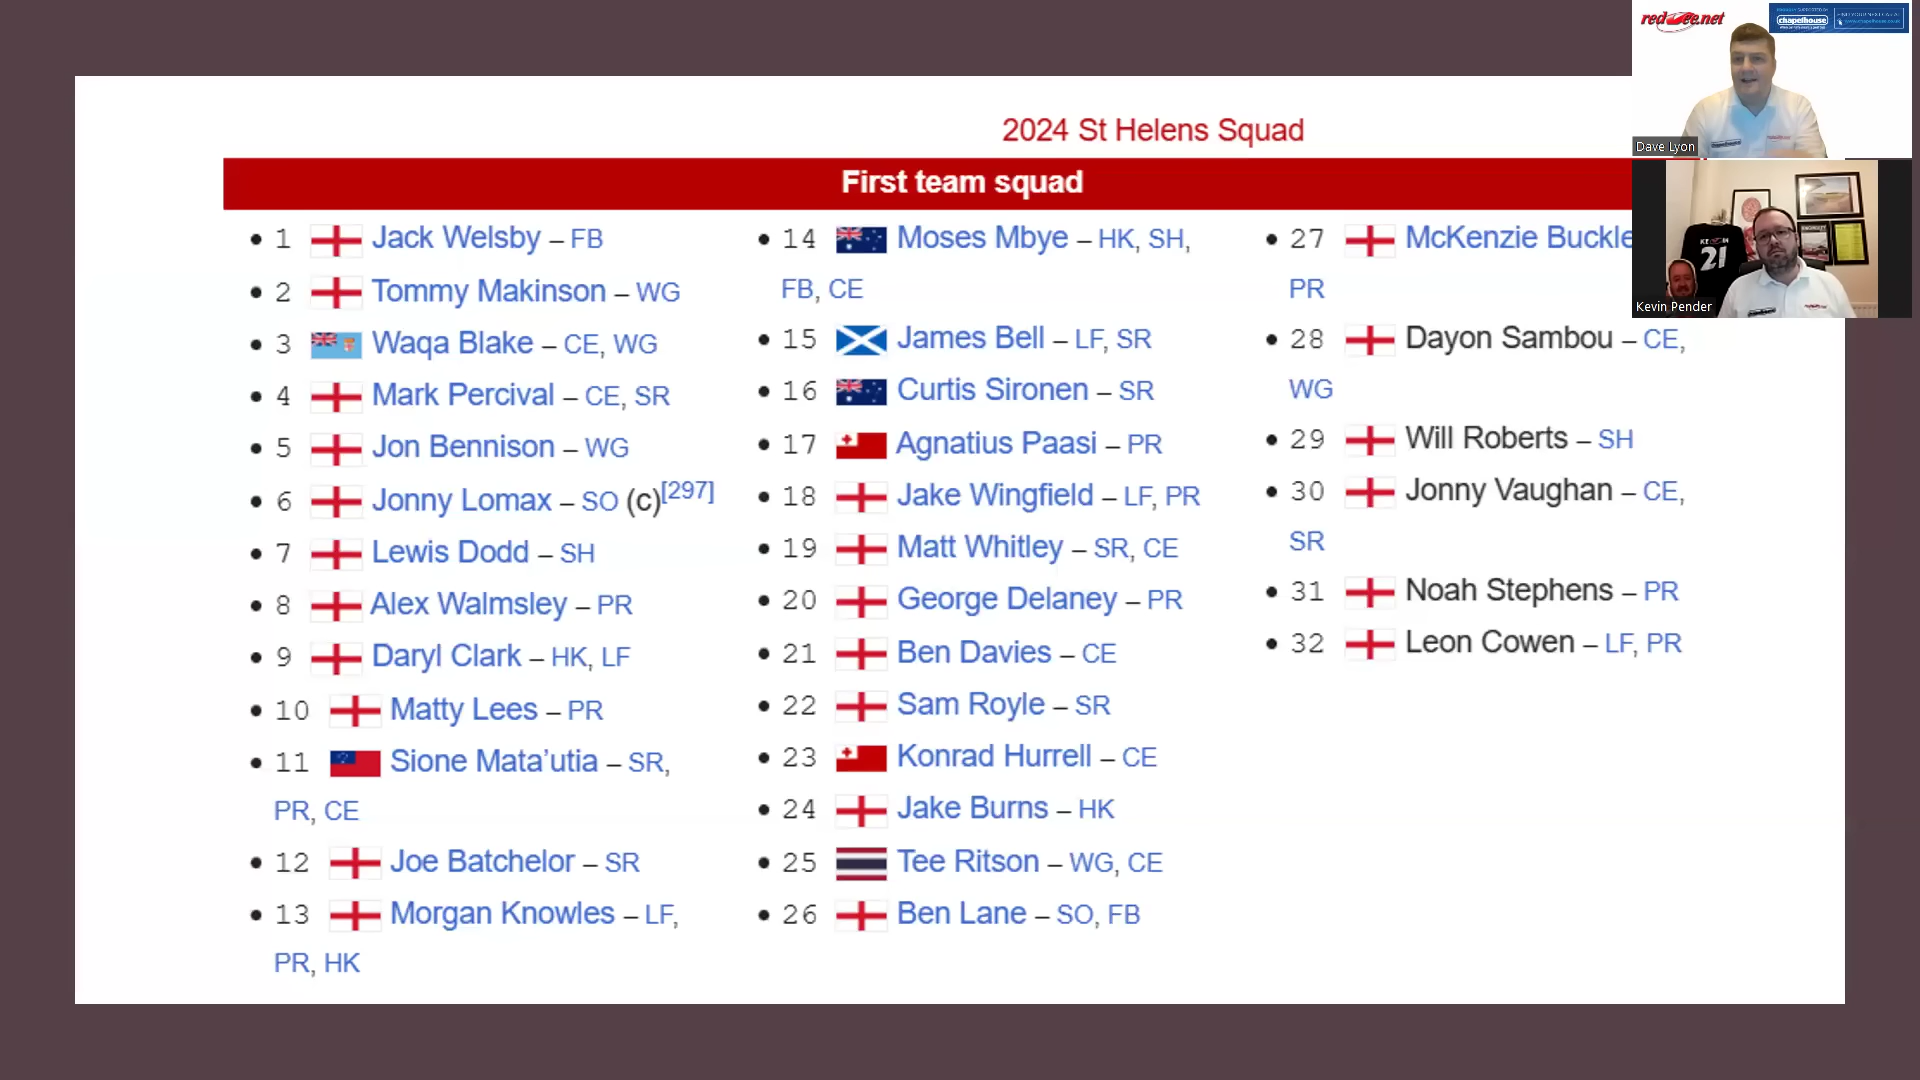 redvee.net
chapelhouse
Dave Lyon
2024 St Helens Squad
First team squad
1 Jack Welsby – FB
2 Tommy Makinson – WG
3 Waqa Blake – CE, WG
4 Mark Percival – CE, SR
5 Jon Bennison – WG
6 Jonny Lomax – SO (c)[297]
7 Lewis Dodd – SH
8 Alex Walmsley – PR
9 Daryl Clark – HK, LF
10 Matty Lees – PR
11 Sione Mata’utia – SR,
PR, CE
12 Joe Batchelor – SR
13 Morgan Knowles – LF,
PR, HK
14 Moses Mbye – HK, SH,
FB, CE
15 James Bell – LF, SR
16 Curtis Sironen – SR
17 Agnatius Paasi – PR
18 Jake Wingfield – LF, PR
19 Matt Whitley – SR, CE
20 George Delaney – PR
21 Ben Davies – CE
22 Sam Royle – SR
23 Konrad Hurrell – CE
24 Jake Burns – HK
25 Tee Ritson – WG, CE
26 Ben Lane – SO, FB
27 McKenzie Buckle
PR
28 Dayon Sambou – CE,
WG
29 Will Roberts – SH
30 Jonny Vaughan – CE,
SR
31 Noah Stephens – PR
32 Leon Cowen – LF, PR
21
Kevin Pender